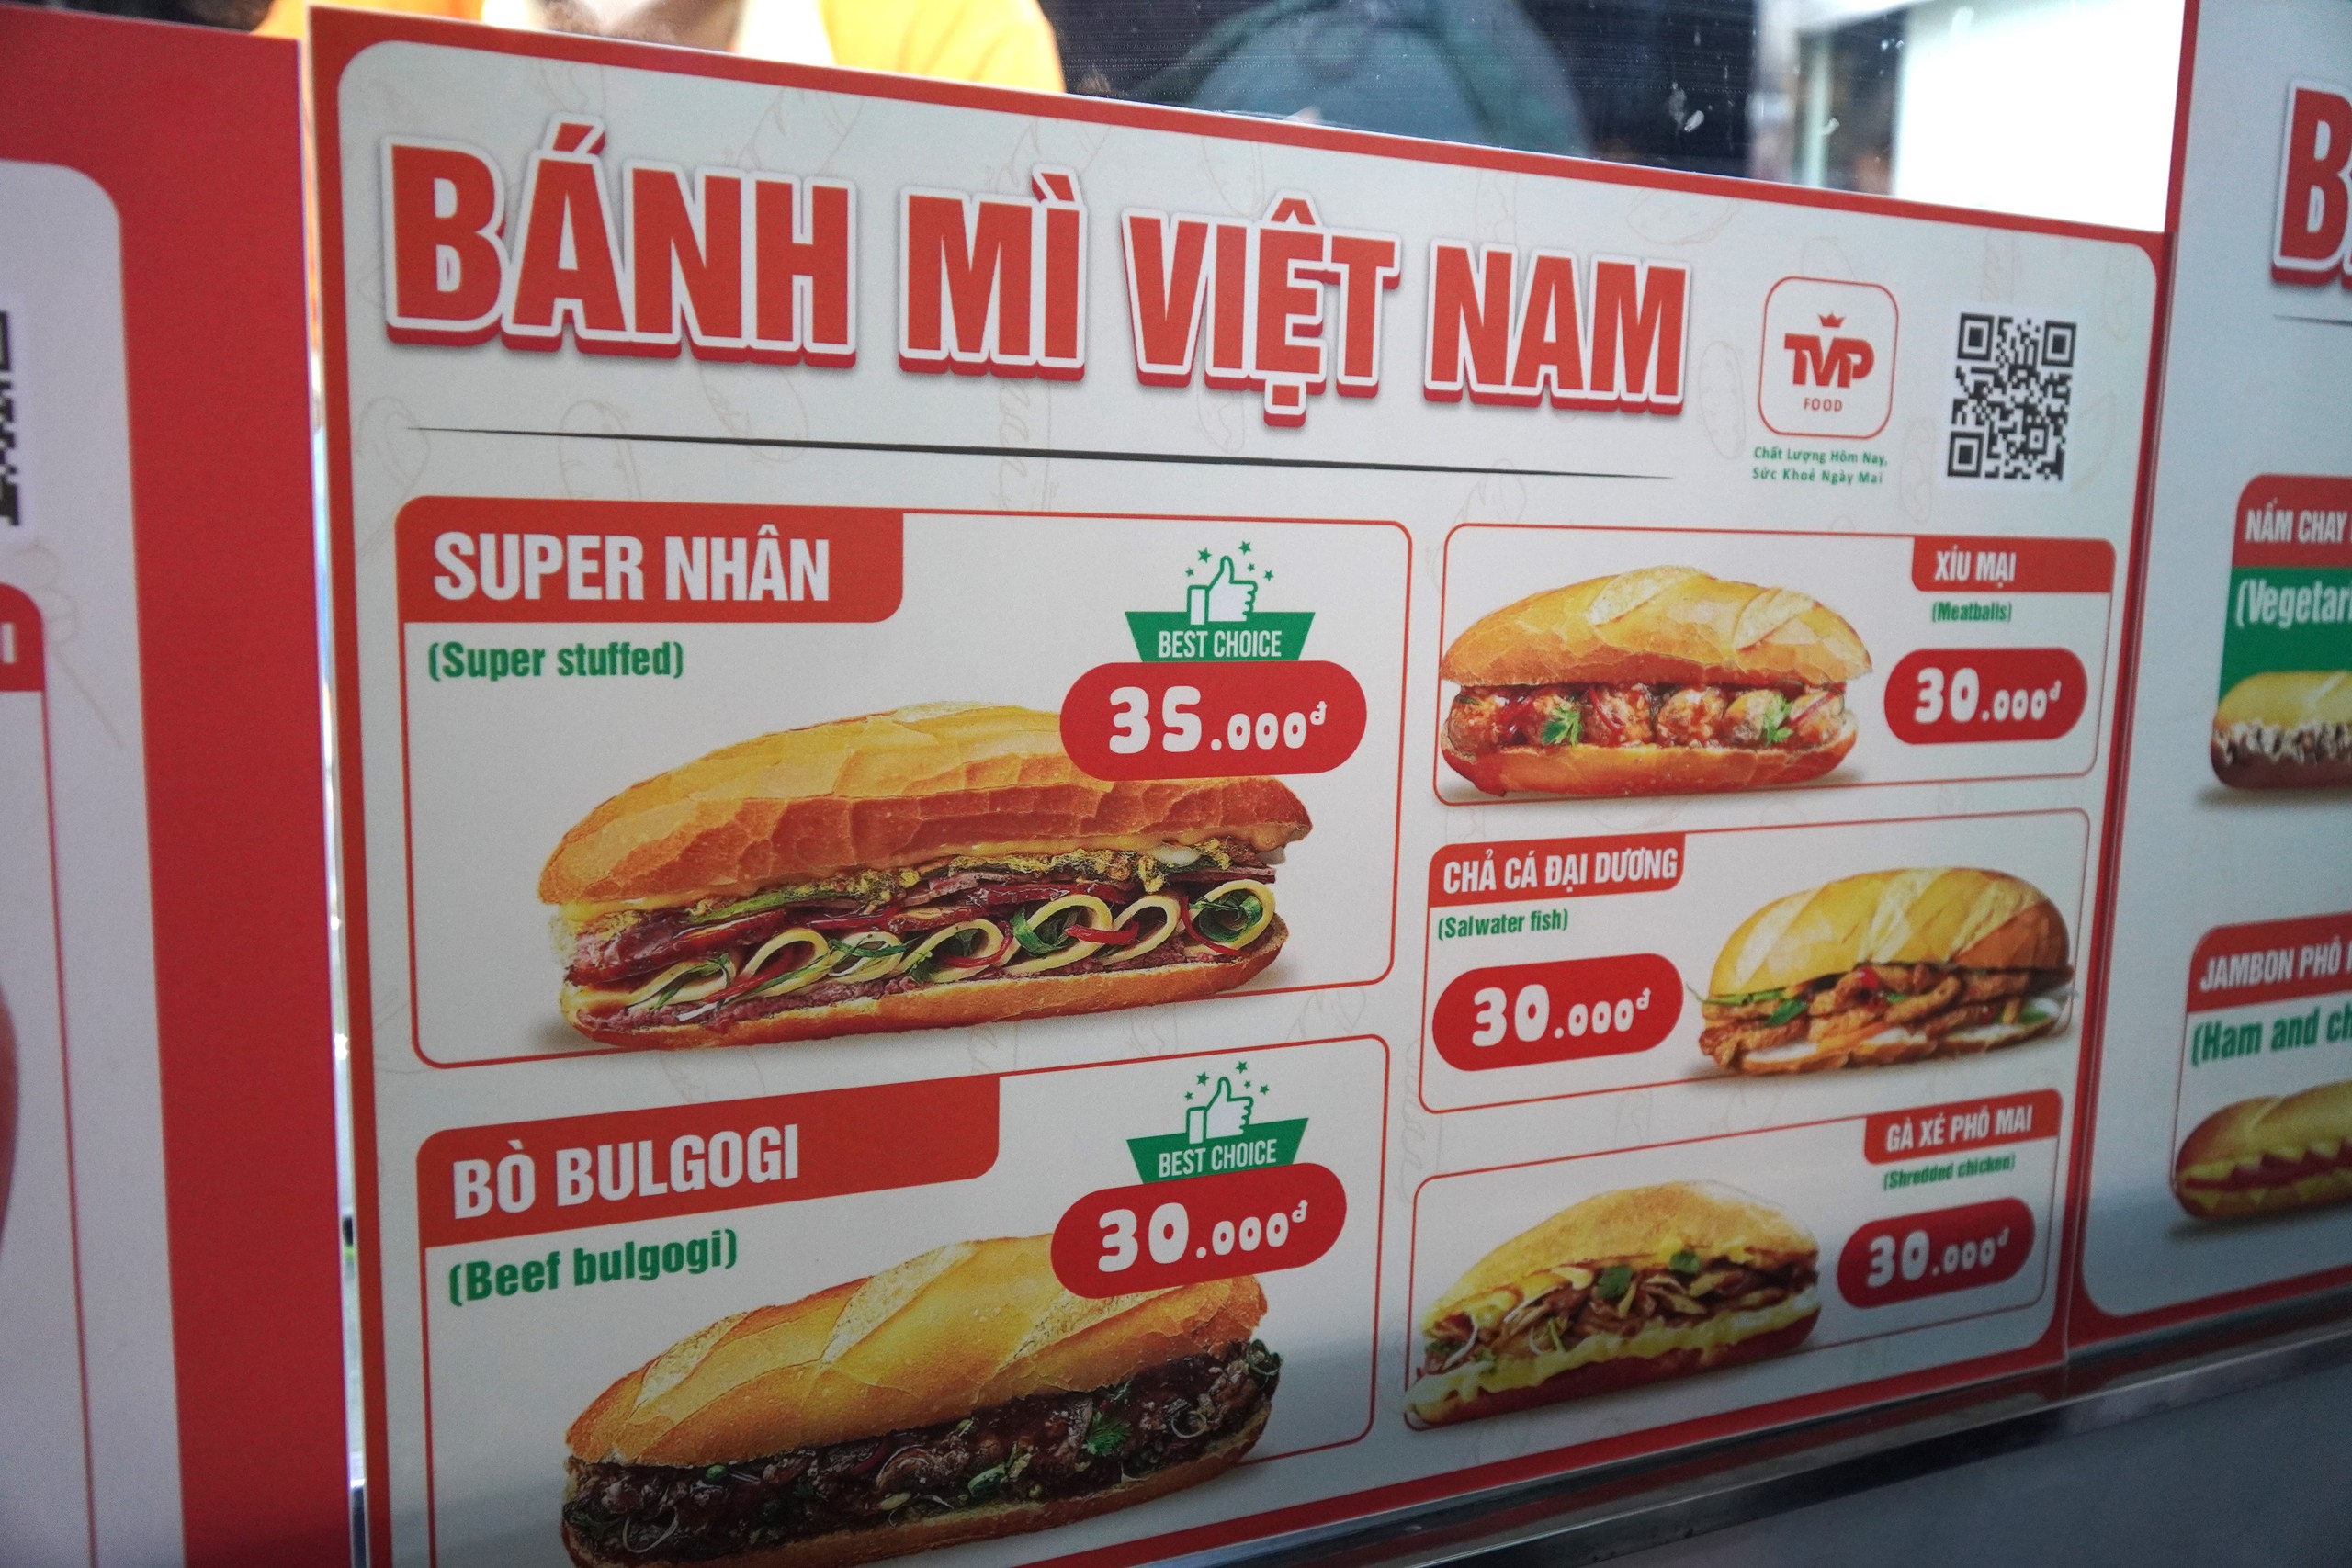 BÁNH MÌ VIỆT NAM
TVP
FOOD
Chất Lượng Hôm Nay,
Sức Khoẻ Ngày Mai
SUPER NHÂN
(Super stuffed)
BEST CHOICE
35.000đ
BÒ BULGOGI
(Beef bulgogi)
BEST CHOICE
30.000đ
XÍU MẠI
(Meatballs)
30.000đ
CHẢ CÁ ĐẠI DƯƠNG
(Salwater fish)
30.000đ
GÀ XÉ PHÔ MAI
(Shredded chicken)
30.000đ
NẤM CHAY
JAMBON PHÔ
(Ham and